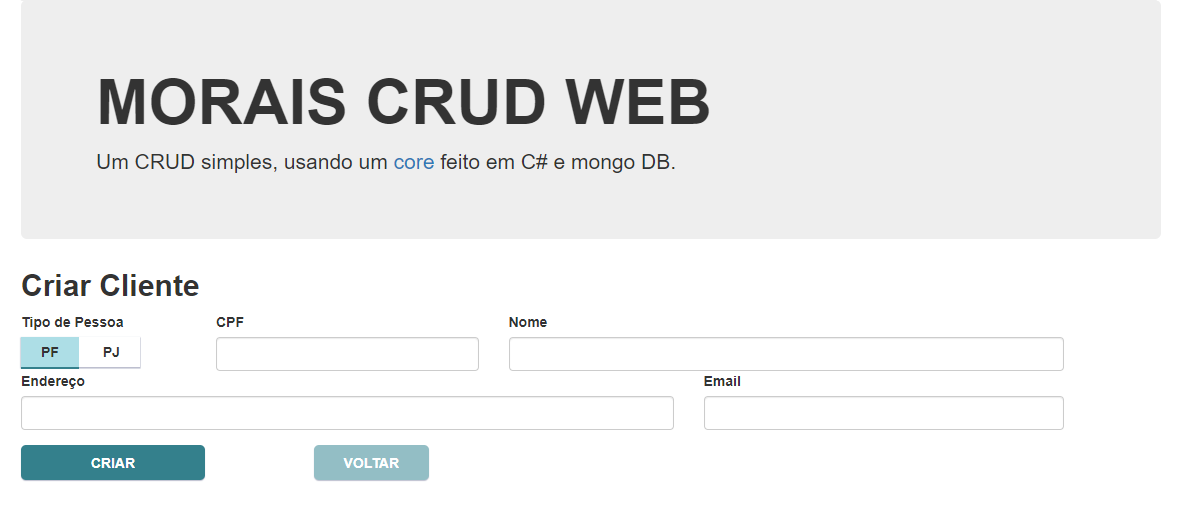 MORAIS CRUD WEB
Um CRUD simples, usando um core feito em C# e mongo DB.
Criar Cliente
Tipo de Pessoa CPF Nome
PF PJ
Endereço Email
CRIAR VOLTAR